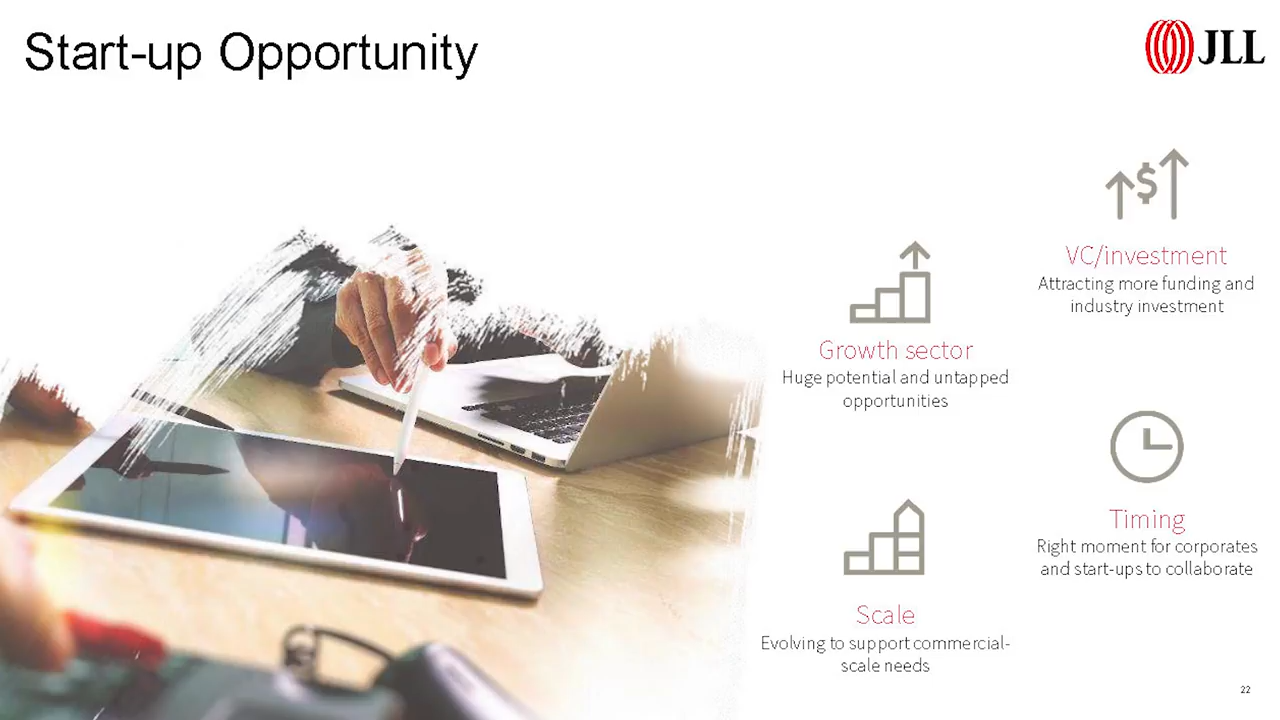 Start-up Opportunity
JLL
$
VC/investment
Attracting more funding and
industry investment
Growth sector
Huge potential and untapped
opportunities
Timing
Right moment for corporates
and start-ups to collaborate
Scale
Evolving to support commercial-
scale needs
22